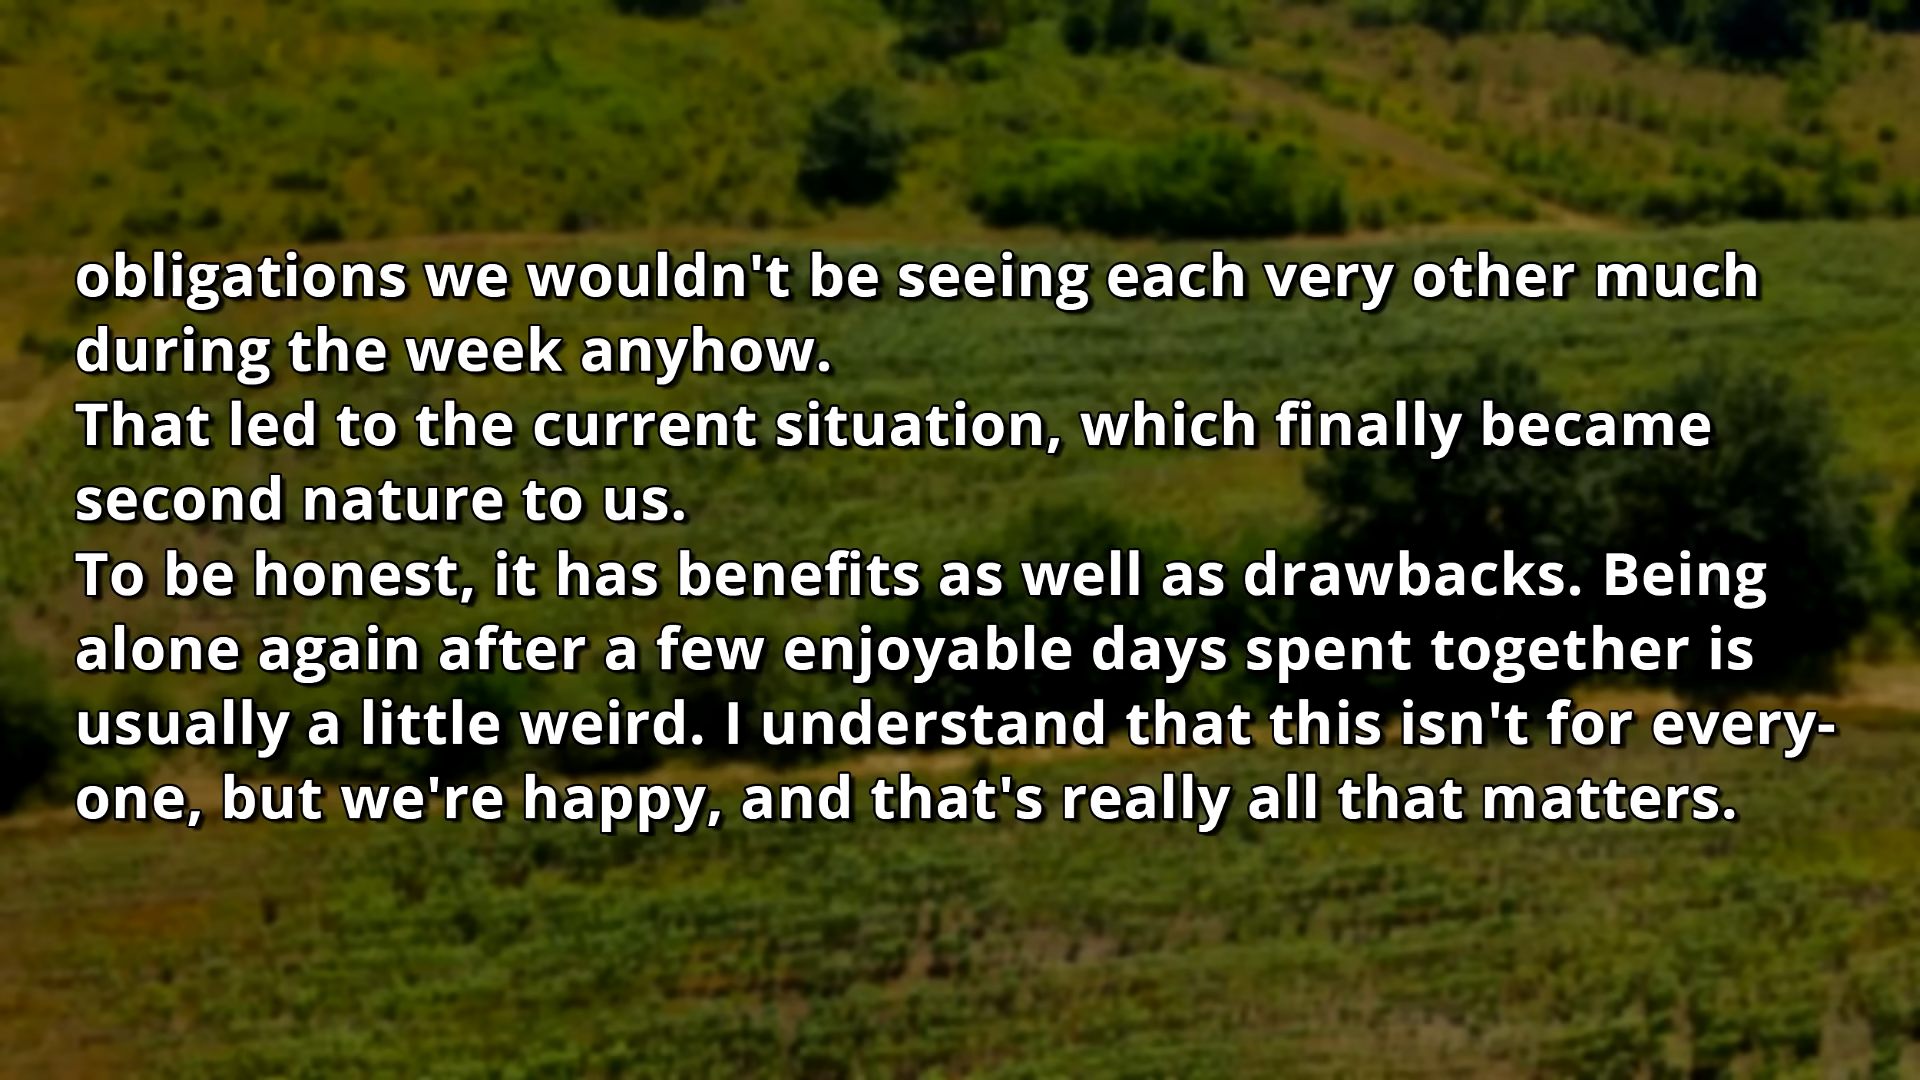 obligations we wouldn't be seeing each very other much
during the week anyhow.
That led to the current situation, which finally became
second nature to us.
To be honest, it has benefits as well as drawbacks. Being
alone again after a few enjoyable days spent together is
usually a little weird. I understand that this isn't for every-
one, but we're happy, and that's really all that matters.